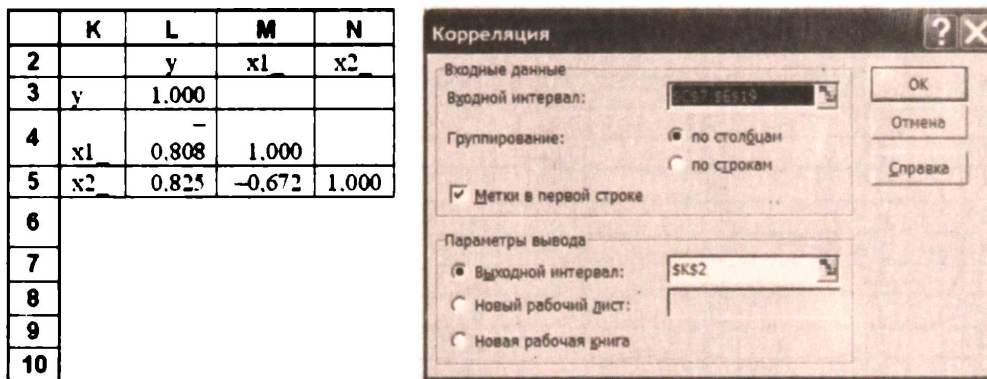 K L M N
2 y x1_ x2_
3 y 1.000
–
4 x1_ 0.808 1.000
5 x2_ 0.825 –0.672 1.000
6
7
8
9
10
Корреляция
Входные данные
Входной интервал: $C$7:$E$19
Группирование: по столбцам
по строкам
Метки в первой строке
Параметры вывода
Выходной интервал: $K$2
Новый рабочий лист:
Новая рабочая книга
OK
Отмена
Справка